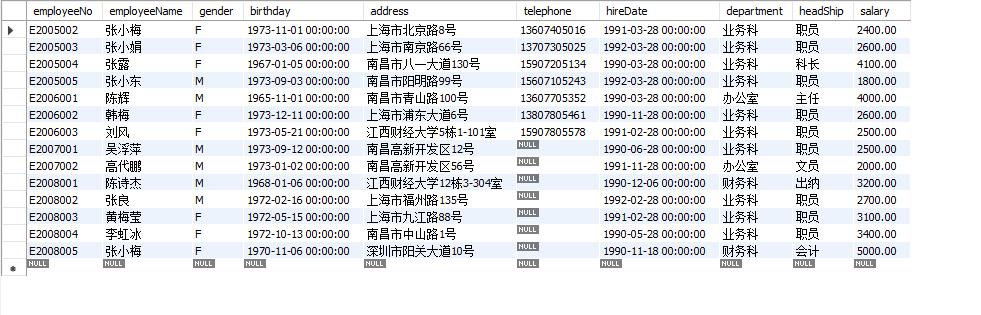 employeeNo employeeName gender birthday address telephone hireDate department headShip salary
E2005002 张小梅 F 1973-11-01 00:00:00 上海市北京路8号 13607405016 1991-03-28 00:00:00 业务科 职员 2400.00
E2005003 张小娟 F 1973-03-06 00:00:00 上海市南京路66号 13707305025 1992-03-28 00:00:00 业务科 职员 2600.00
E2005004 张露 F 1967-01-05 00:00:00 南昌市八一大道130号 15907205134 1990-03-28 00:00:00 业务科 科长 4100.00
E2005005 张小东 M 1973-09-03 00:00:00 南昌市阳明路99号 15607105243 1992-03-28 00:00:00 业务科 职员 1800.00
E2006001 陈辉 M 1965-11-01 00:00:00 南昌市青山路100号 13607705352 1990-03-28 00:00:00 办公室 主任 4000.00
E2006002 韩梅 F 1973-12-11 00:00:00 上海市浦东大道6号 13807805461 1990-11-28 00:00:00 业务科 职员 2600.00
E2006003 刘风 F 1973-05-21 00:00:00 江西财经大学5栋1-101室 15907805578 1991-02-28 00:00:00 业务科 职员 2500.00
E2007001 吴浮萍 M 1973-09-12 00:00:00 南昌高新开发区12号 NULL 1990-06-28 00:00:00 业务科 职员 2500.00
E2007002 高代鹏 M 1973-01-02 00:00:00 南昌高新开发区56号 NULL 1991-11-28 00:00:00 办公室 文员 2000.00
E2008001 陈诗杰 M 1968-01-06 00:00:00 江西财经大学12栋3-304室 NULL 1990-12-06 00:00:00 财务科 出纳 3200.00
E2008002 张良 M 1972-02-16 00:00:00 上海市福州路135号 NULL 1991-02-28 00:00:00 业务科 职员 2700.00
E2008003 黄梅莹 F 1972-05-15 00:00:00 上海市九江路88号 NULL 1991-02-28 00:00:00 业务科 职员 3100.00
E2008004 李虹冰 F 1972-10-13 00:00:00 南昌市中山路1号 NULL 1990-05-28 00:00:00 业务科 职员 3400.00
E2008005 张小梅 F 1970-11-06 00:00:00 深圳市阳关大道10号 NULL 1990-11-18 00:00:00 财务科 会计 5000.00
NULL NULL NULL NULL NULL NULL NULL NULL NULL NULL